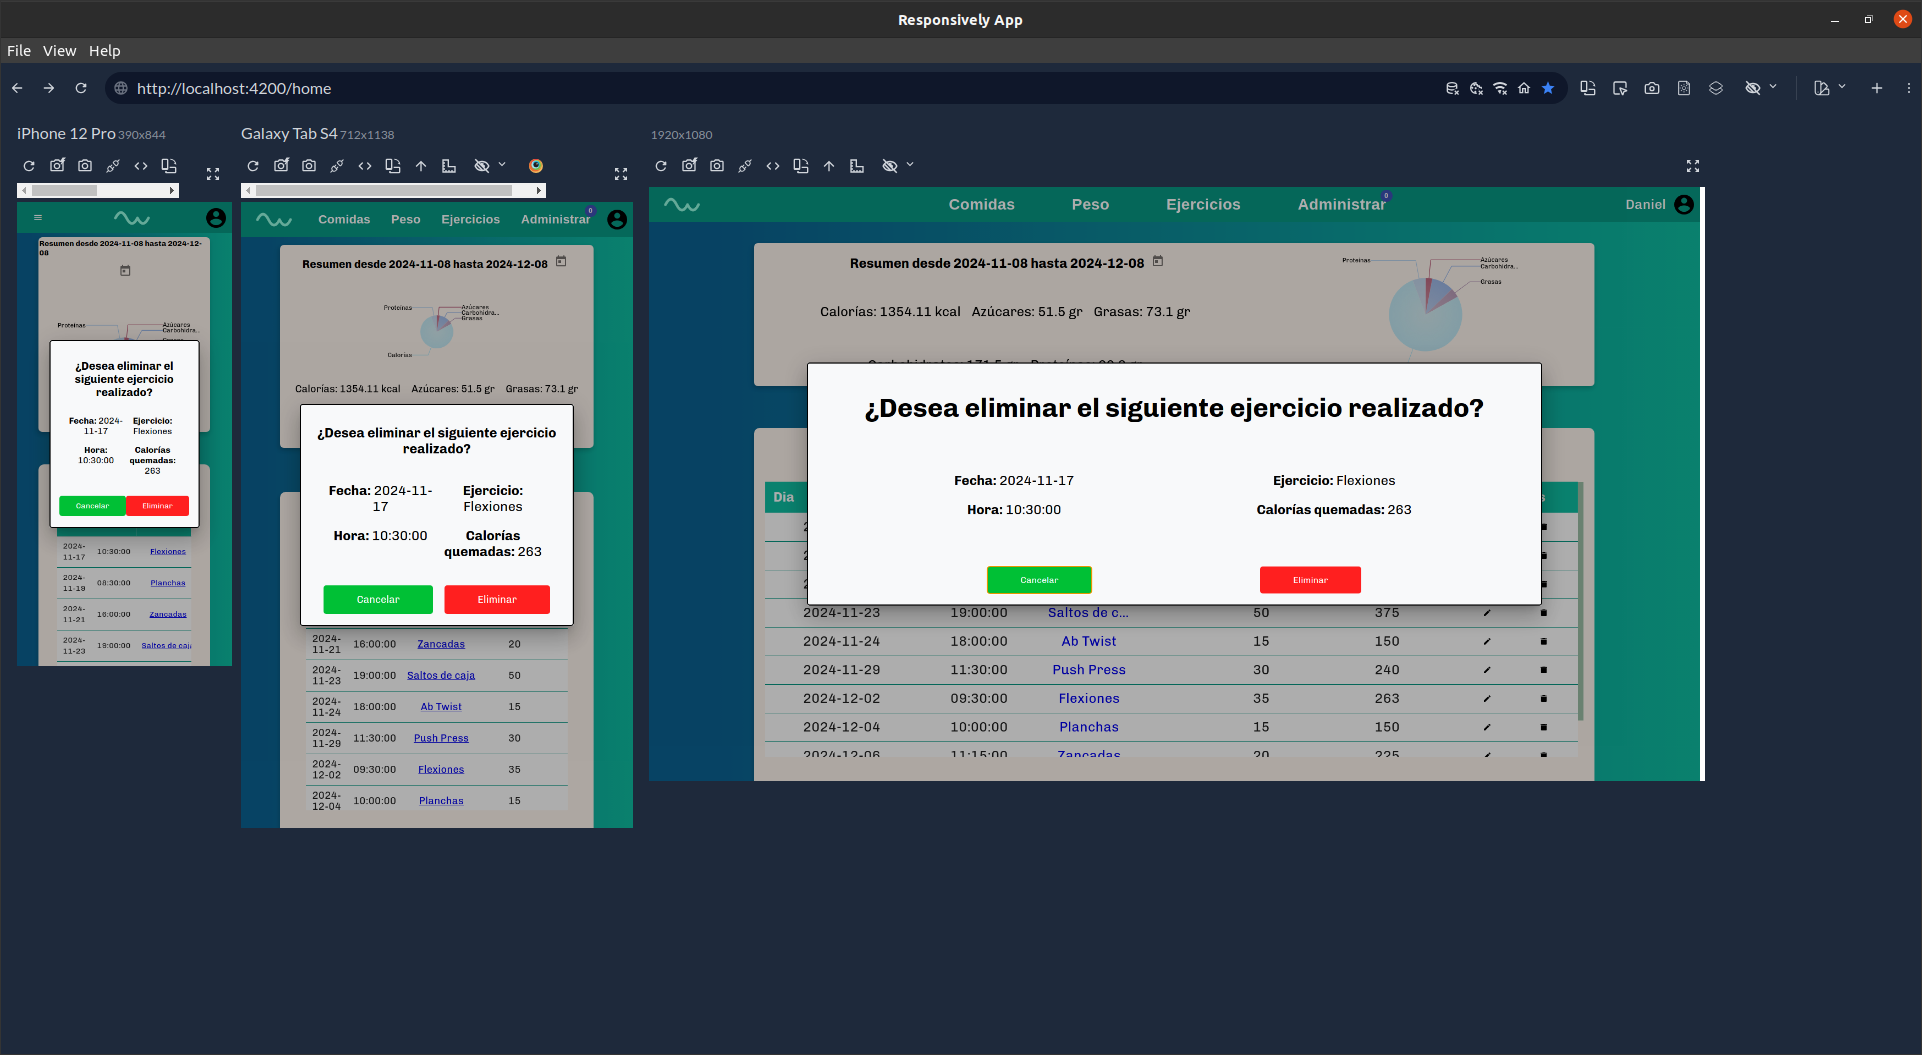 Responsively App
File View Help
http://localhost:4200/home
iPhone 12 Pro 390x844
Resumen desde 2024-11-08 hasta 2024-12-
08
Proteínas
Azúcares
Carbohidra...
¿Desea eliminar el
siguiente ejercicio
realizado?
Fecha: 2024-
11-17
Ejercicio:
Flexiones
Hora:
10:30:00
Calorías
quemadas:
263
Cancelar Eliminar
2024-
11-17
10:30:00 Flexiones
2024-
11-19
08:30:00 Planchas
2024-
11-21
16:00:00 Zancadas
2024-
11-23
19:00:00 Saltos de caja
Galaxy Tab S4 712x1138
Comidas Peso Ejercicios Administrar 0
Resumen desde 2024-11-08 hasta 2024-12-08
Proteínas
Azúcares
Carbohidra...
Grasas
Calorías
Calorías: 1354.11 kcal Azúcares: 51.5 gr Grasas: 73.1 gr
¿Desea eliminar el siguiente ejercicio
realizado?
Fecha: 2024-11-
17
Ejercicio:
Flexiones
Hora: 10:30:00
Calorías
quemadas: 263
Cancelar Eliminar
2024-
11-21
16:00:00 Zancadas 20
2024-
11-23
19:00:00 Saltos de caja 50
2024-
11-24
18:00:00 Ab Twist 15
2024-
11-29
11:30:00 Push Press 30
2024-
12-02
09:30:00 Flexiones 35
2024-
12-04
10:00:00 Planchas 15
1920x1080
Comidas Peso Ejercicios Administrar 0 Daniel
Resumen desde 2024-11-08 hasta 2024-12-08
Proteínas
Azúcares
Carbohidra...
Grasas
Calorías: 1354.11 kcal Azúcares: 51.5 gr Grasas: 73.1 gr
¿Desea eliminar el siguiente ejercicio realizado?
Fecha: 2024-11-17 Ejercicio: Flexiones
Hora: 10:30:00 Calorías quemadas: 263
Cancelar Eliminar
Dia
2024-11-23 19:00:00 Saltos de c... 50 375
2024-11-24 18:00:00 Ab Twist 15 150
2024-11-29 11:30:00 Push Press 30 240
2024-12-02 09:30:00 Flexiones 35 263
2024-12-04 10:00:00 Planchas 15 150
2024-12-06 11:15:00 Zancadas 20 225